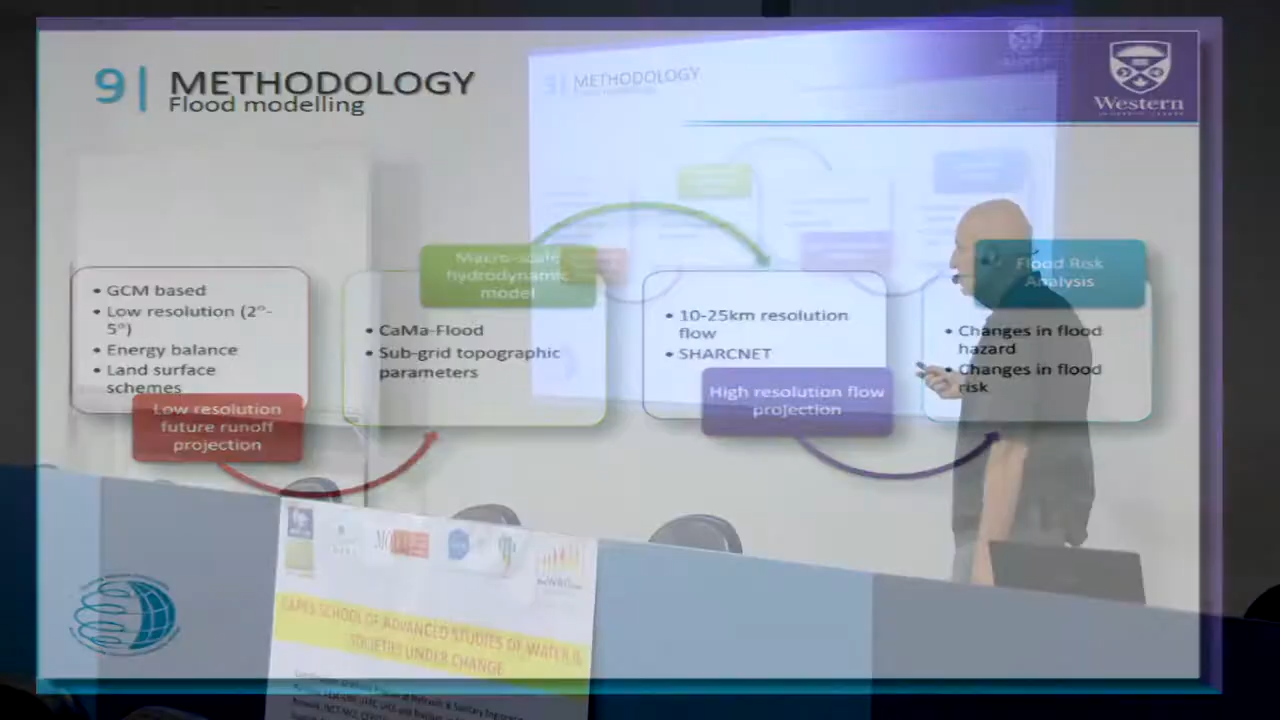 9| METHODOLOGY
Flood modelling
METHODOLOGY
Western
• GCM based
• Low resolution (2°-
5°)
• Energy balance
• Land surface
schemes
Low resolution
future runoff
projection
Macro-scale
hydrodynamic
model
• CaMa-Flood
• Sub-grid topographic
parameters
• 10-25km resolution
flow
• SHARCNET
High resolution flow
projection
Flood Risk
Analysis
• Changes in flood
hazard
• Changes in flood
risk
CAPES SCHOOL OF ADVANCED STUDIES OF WATER &
SOCIETIES UNDER CHANGE